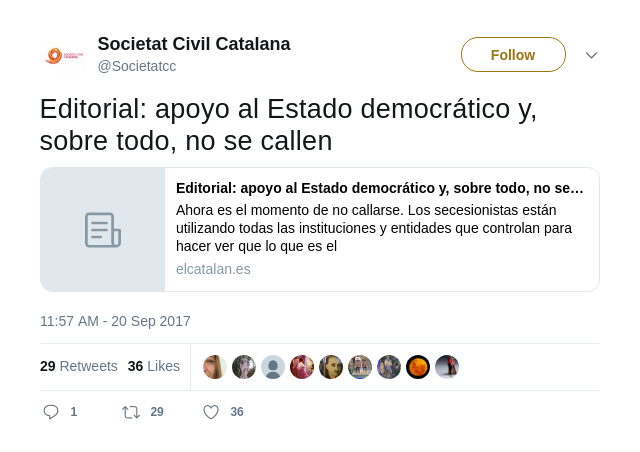 Societat Civil Catalana
@Societatcc
Follow
Editorial: apoyo al Estado democrático y,
sobre todo, no se callen
Editorial: apoyo al Estado democrático y, sobre todo, no se…
Ahora es el momento de no callarse. Los secesionistas están
utilizando todas las instituciones y entidades que controlan para
hacer ver que lo que es el
elcatalan.es
11:57 AM - 20 Sep 2017
29 Retweets 36 Likes
1 29 36